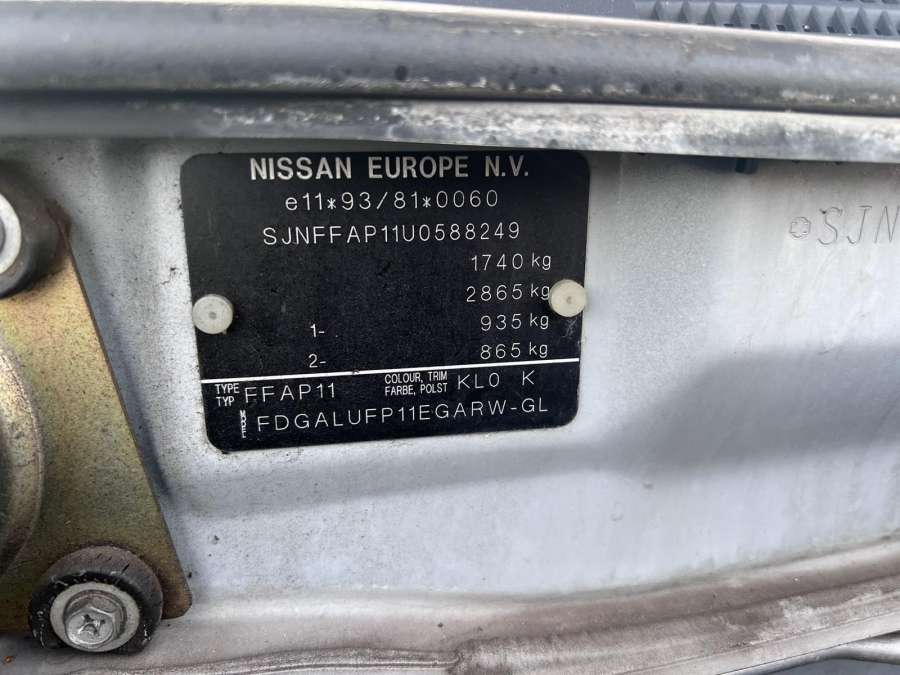 NISSAN EUROPE N.V.
e11*93/81*0060
SJNFFAP11U0588249
1740 kg
2865 kg
1- 935 kg
2- 865 kg
TYPE TYP FFAP11 COLOUR, TRIM FARBE, POLST KL0 K
MODEL FDGALUFP11EGARW-GL
SJN